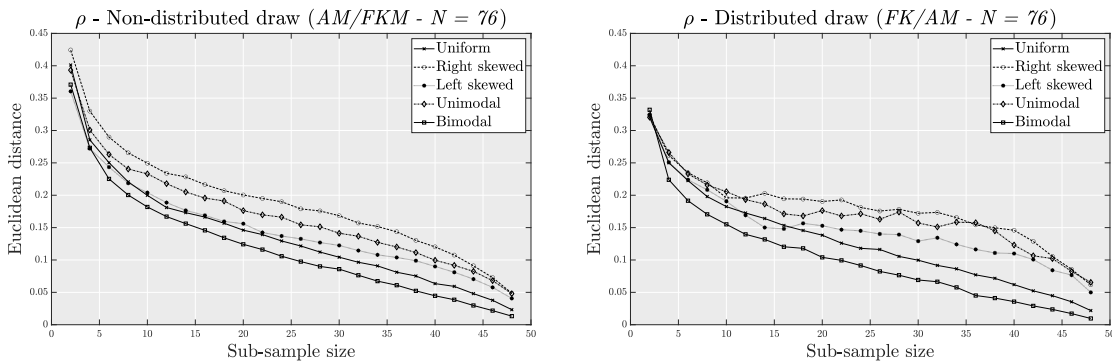 ρ - Non-distributed draw (AM/FKM - N = 76)
0.45
0.4
0.35
0.3
0.25
0.2
0.15
0.1
0.05
0
Euclidean distance
Uniform
Right skewed
Left skewed
Unimodal
Bimodal
0 5 10 15 20 25 30 35 40 45 50
Sub-sample size
ρ - Distributed draw (FK/AM - N = 76)
0.45
0.4
0.35
0.3
0.25
0.2
0.15
0.1
0.05
0
Euclidean distance
Uniform
Right skewed
Left skewed
Unimodal
Bimodal
0 5 10 15 20 25 30 35 40 45 50
Sub-sample size